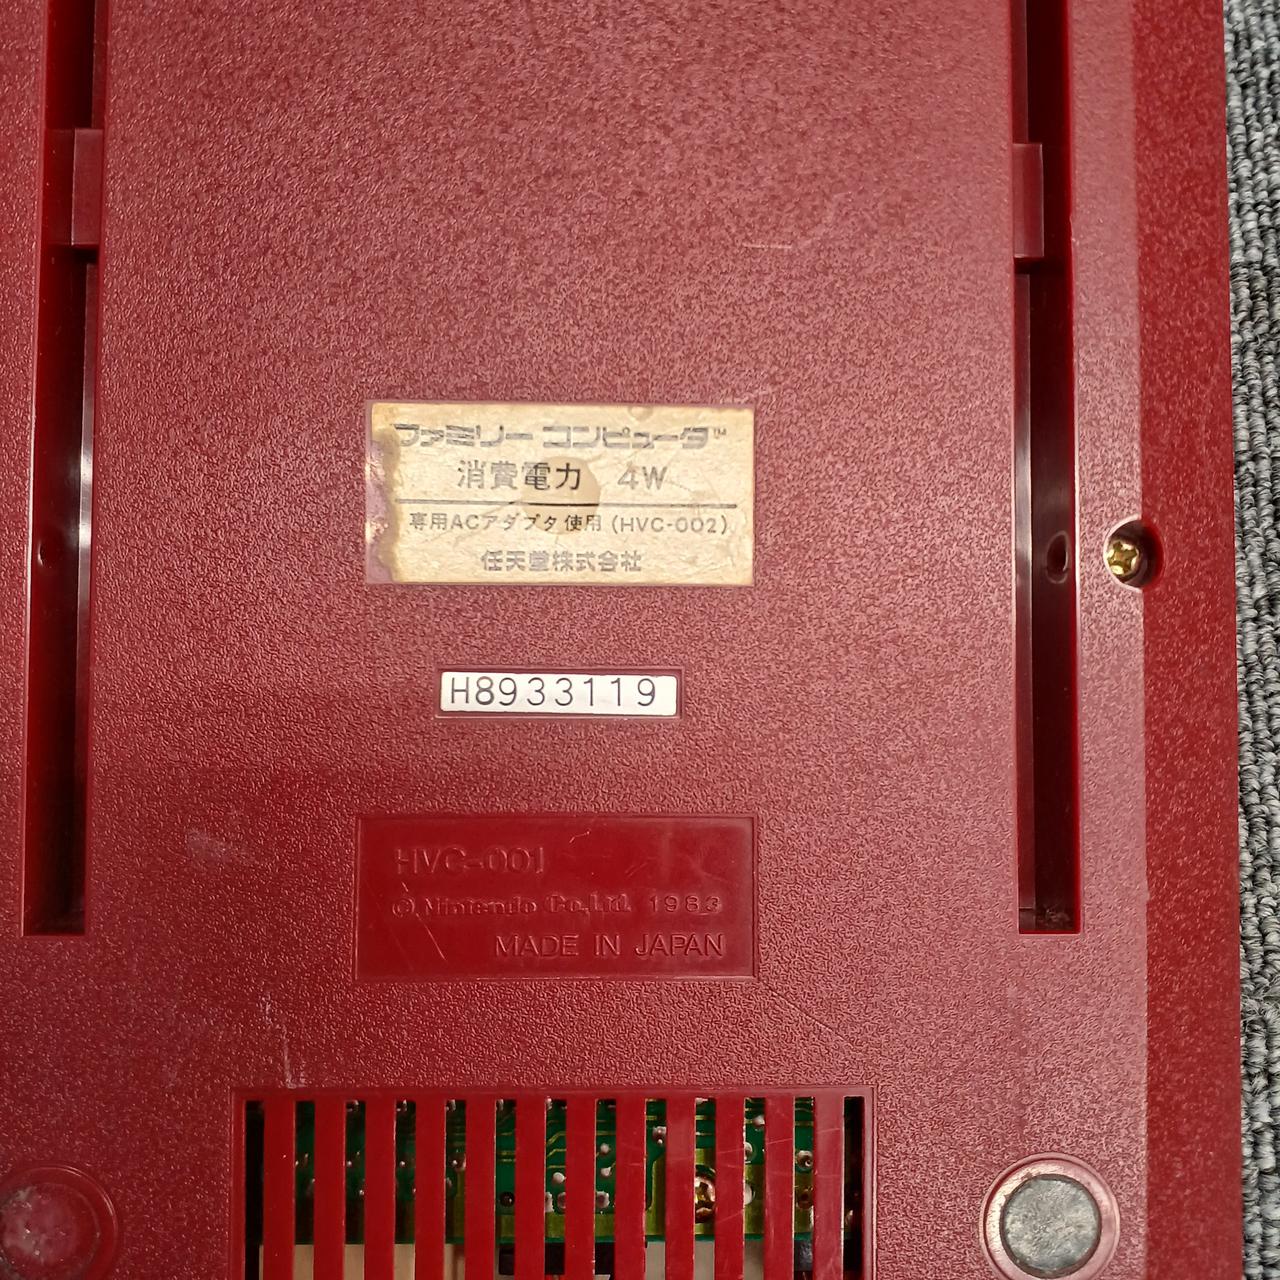 ファミリー コンピュータ™
消費電力 4W
専用ACアダプタ使用(HVC-002)
任天堂株式会社
H8933119
HVC-001
© Nintendo Co.,Ltd. 1983
MADE IN JAPAN